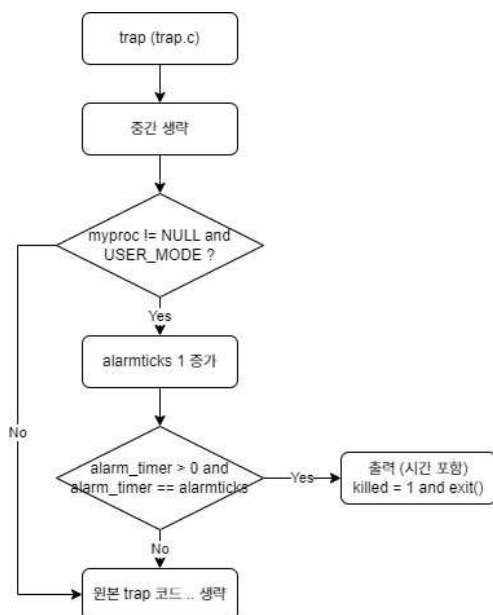 trap (trap.c)
중간 생략
myproc != NULL and
USER_MODE ?
Yes
alarmticks 1 증가
No
alarm_timer > 0 and
alarm_timer == alarmticks
Yes
출력 (시간 포함)
killed = 1 and exit()
No
원본 trap 코드 .. 생략